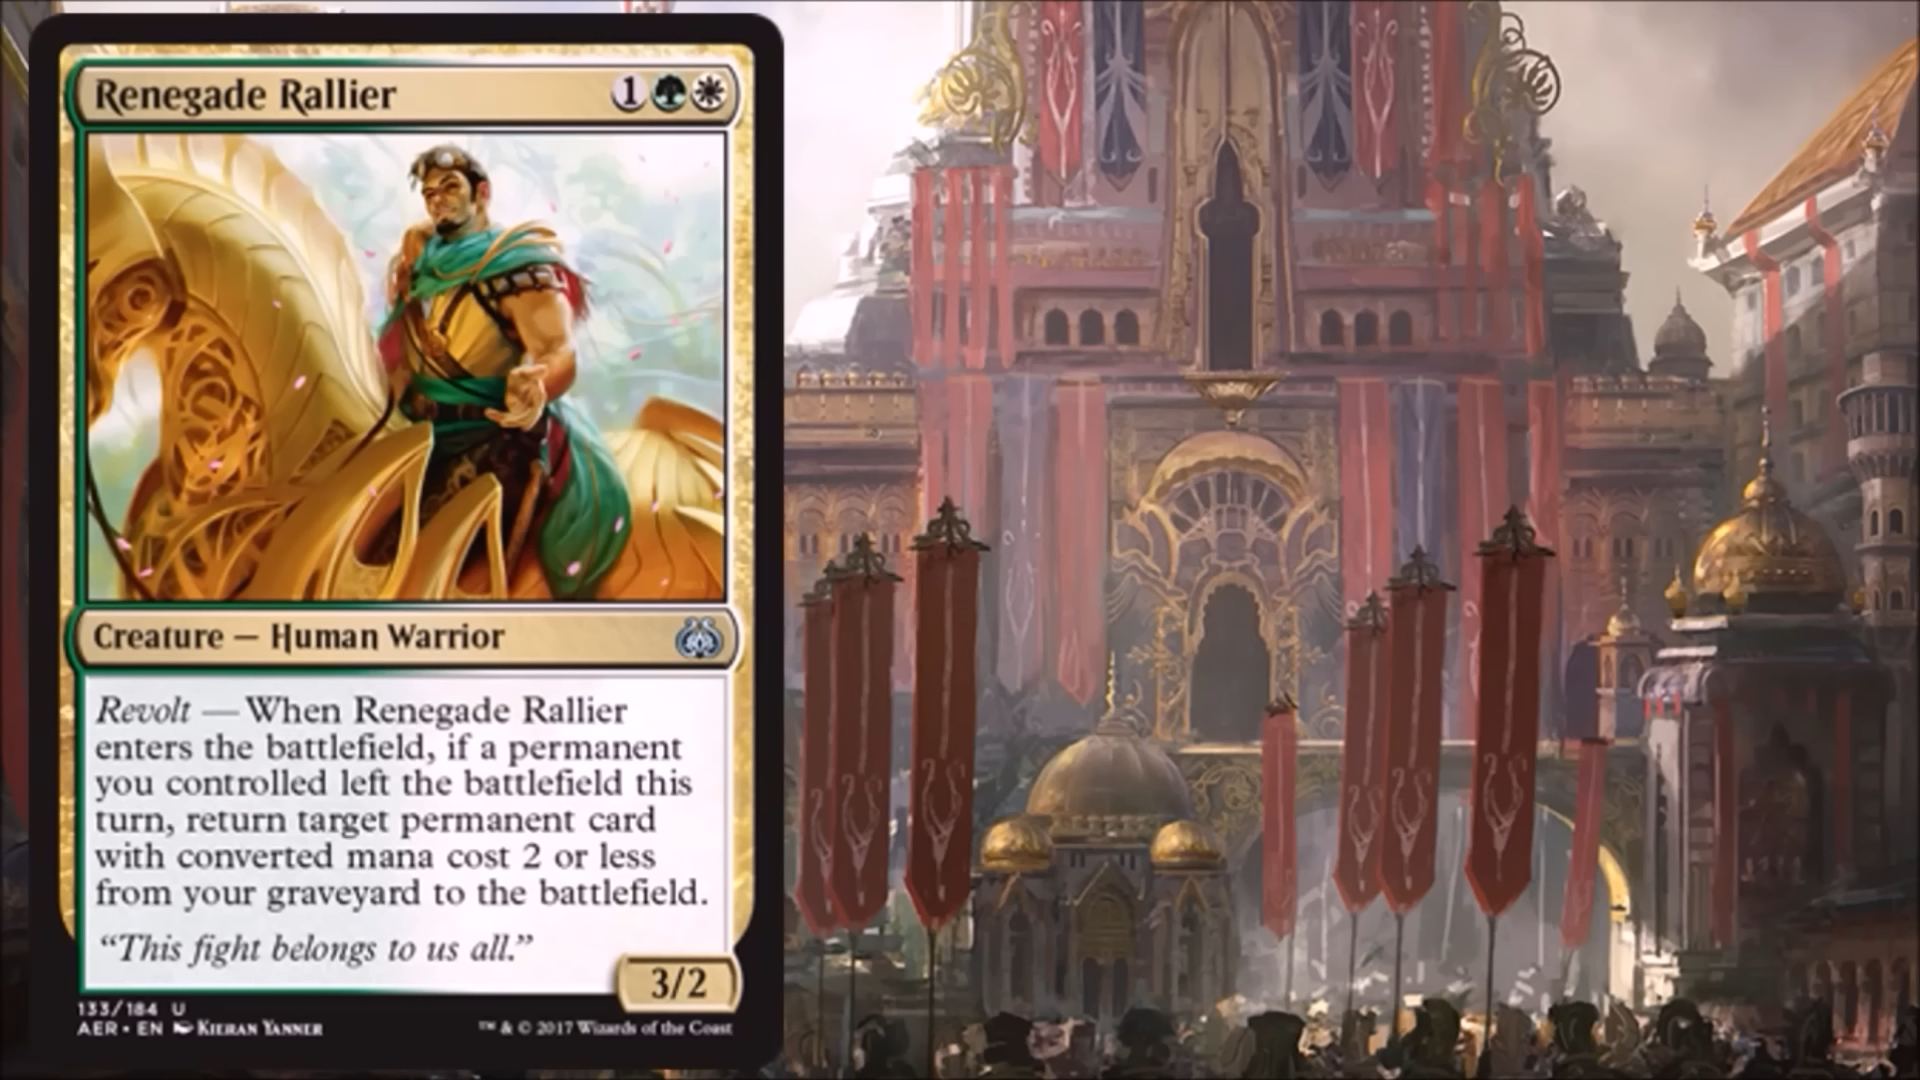 Renegade Rallier 1
Creature — Human Warrior
Revolt — When Renegade Rallier
enters the battlefield, if a permanent
you controlled left the battlefield this
turn, return target permanent card
with converted mana cost 2 or less
from your graveyard to the battlefield.
“This fight belongs to us all.”
3/2
133/184 U
AER • EN KIERAN YANNER
™ & © 2017 Wizards of the Coast